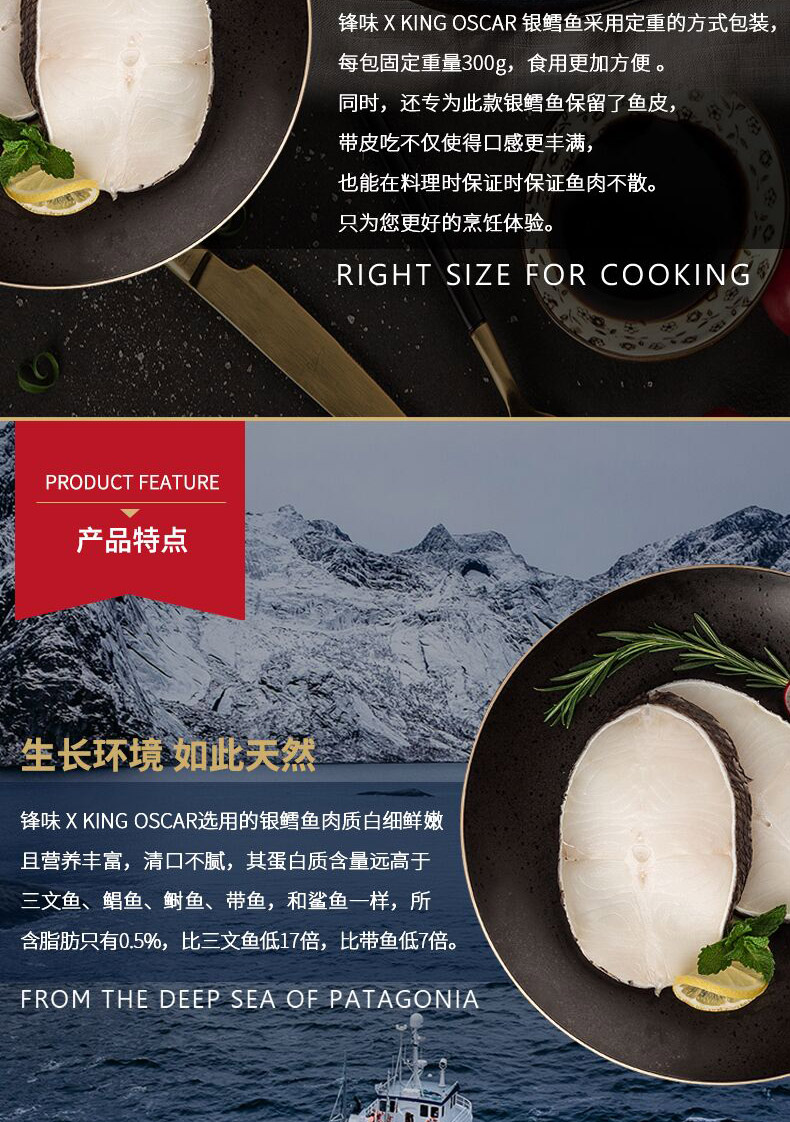 锋味 X KING OSCAR 银鳕鱼采用定重的方式包装，
每包固定重量300g，食用更加方便 。
同时，还专为此款银鳕鱼保留了鱼皮，
带皮吃不仅使得口感更丰满，
也能在料理时保证时保证鱼肉不散。
只为您更好的烹饪体验。
RIGHT SIZE FOR COOKING
PRODUCT FEATURE
产品特点
生长环境 如此天然
锋味 X KING OSCAR选用的银鳕鱼肉质白细鲜嫩
且营养丰富，清口不腻，其蛋白质含量远高于
三文鱼、鲳鱼、鲥鱼、带鱼，和鲨鱼一样，所
含脂肪只有0.5%，比三文鱼低17倍，比带鱼低7倍。
FROM THE DEEP SEA OF PATAGONIA